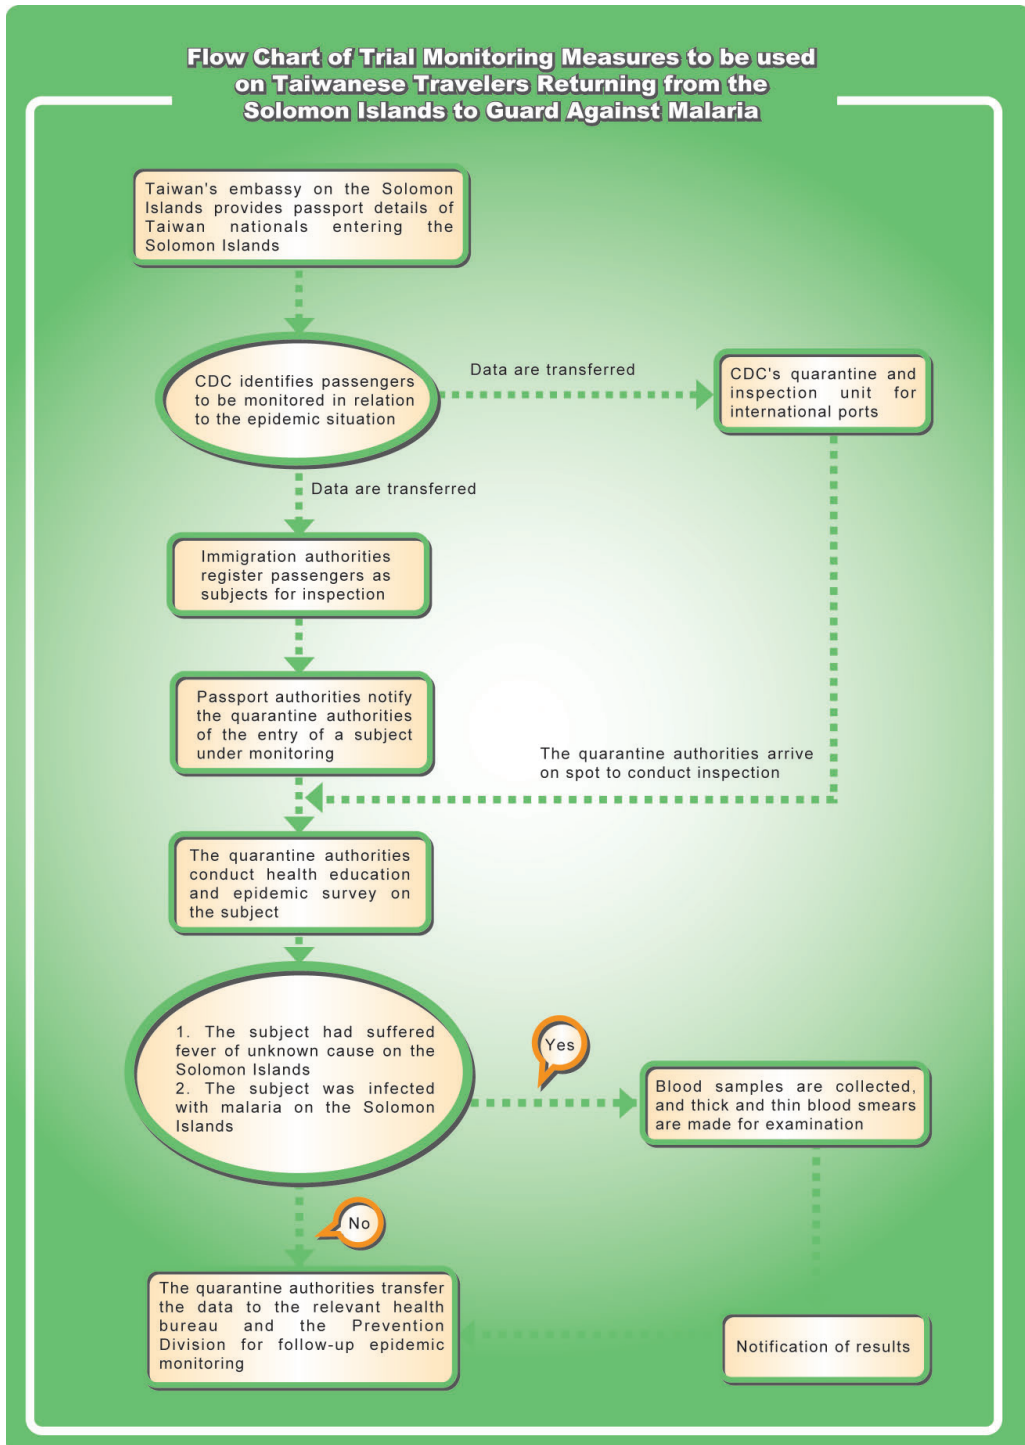 Flow Chart of Trial Monitoring Measures to be used
on Taiwanese Travelers Returning from the
Solomon Islands to Guard Against Malaria
Taiwan's embassy on the Solomon
Islands provides passport details of
Taiwan nationals entering the
Solomon Islands
CDC identifies passengers
to be monitored in relation
to the epidemic situation
Data are transferred
CDC's quarantine and
inspection unit for
international ports
Data are transferred
Immigration authorities
register passengers as
subjects for inspection
Passport authorities notify
the quarantine authorities
of the entry of a subject
under monitoring
The quarantine authorities arrive
on spot to conduct inspection
The quarantine authorities
conduct health education
and epidemic survey on
the subject
1. The subject had suffered
fever of unknown cause on the
Solomon Islands
2. The subject was infected
with malaria on the Solomon
Islands
Yes
Blood samples are collected,
and thick and thin blood smears
are made for examination
No
The quarantine authorities transfer
the data to the relevant health
bureau and the Prevention
Division for follow-up epidemic
monitoring
Notification of results